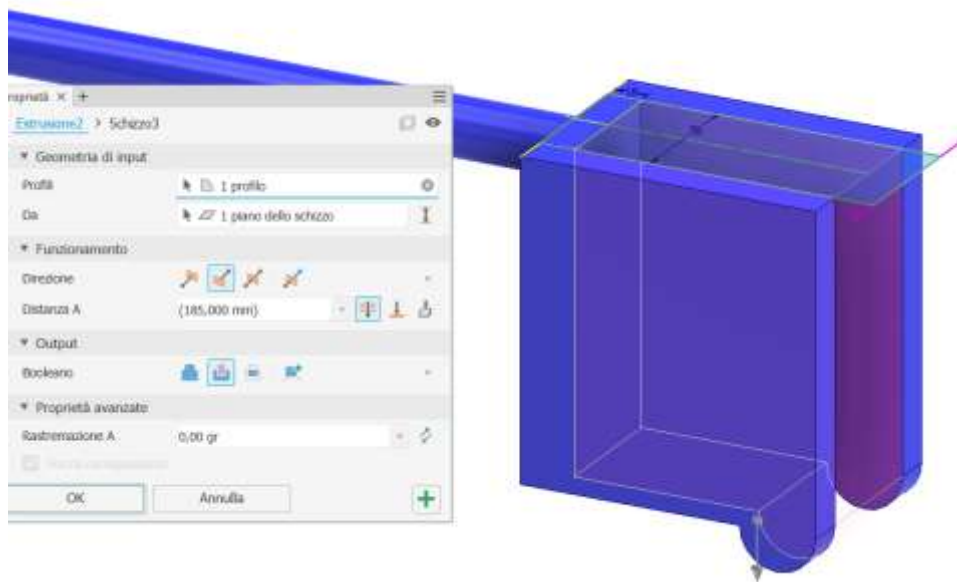 roprietà × +
Estrusione2 > Schizzo3
Geometria di input
Profili 1 profilo
Da 1 piano dello schizzo
Funzionamento
Direzione
Distanza A (185,000 mm)
Output
Booleano
Proprietà avanzate
Rastremazione A 0,00 gr
OK Annulla